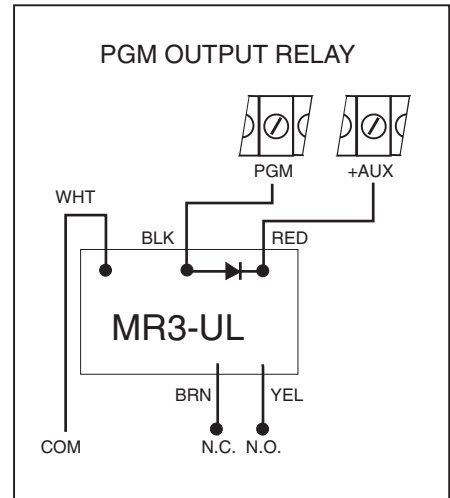 PGM OUTPUT RELAY
PGM +AUX
WHT
BLK RED
MR3-UL
BRN YEL
COM N.C. N.O.